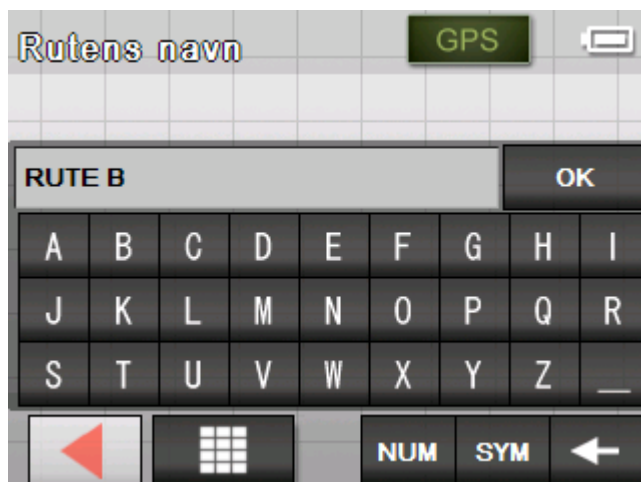 Rutens navn GPS
RUTE B OK
A B C D E F G H I
J K L M N O P Q R
S T U V W X Y Z _
NUM SYM